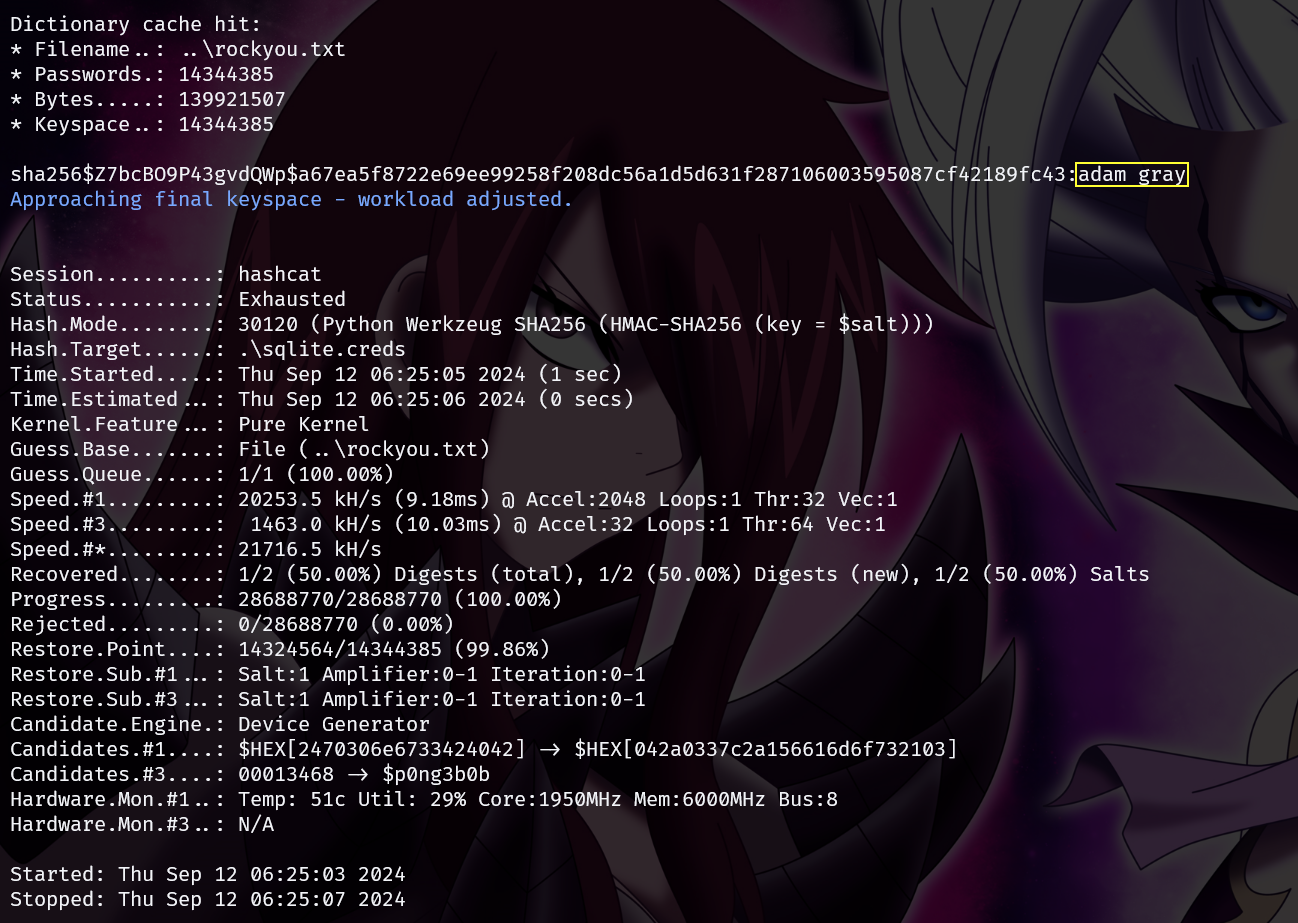 Dictionary cache hit:
* Filename..: ..\rockyou.txt
* Passwords.: 14344385
* Bytes.....: 139921507
* Keyspace..: 14344385
sha256$Z7bcBO9P43gvdQWp$a67ea5f8722e69ee99258f208dc56a1d5d631f287106003595087cf42189fc43:adam gray
Approaching final keyspace - workload adjusted.
Session..........: hashcat
Status...........: Exhausted
Hash.Mode........: 30120 (Python Werkzeug SHA256 (HMAC-SHA256 (key = $salt)))
Hash.Target......: .\sqlite.creds
Time.Started.....: Thu Sep 12 06:25:05 2024 (1 sec)
Time.Estimated...: Thu Sep 12 06:25:06 2024 (0 secs)
Kernel.Feature...: Pure Kernel
Guess.Base.......: File (..\rockyou.txt)
Guess.Queue......: 1/1 (100.00%)
Speed.#1.........: 20253.5 kH/s (9.18ms) @ Accel:2048 Loops:1 Thr:32 Vec:1
Speed.#3.........:  1463.0 kH/s (10.03ms) @ Accel:32 Loops:1 Thr:64 Vec:1
Speed.#*.........: 21716.5 kH/s
Recovered........: 1/2 (50.00%) Digests (total), 1/2 (50.00%) Digests (new), 1/2 (50.00%) Salts
Progress.........: 28688770/28688770 (100.00%)
Rejected.........: 0/28688770 (0.00%)
Restore.Point....: 14324564/14344385 (99.86%)
Restore.Sub.#1...: Salt:1 Amplifier:0-1 Iteration:0-1
Restore.Sub.#3...: Salt:1 Amplifier:0-1 Iteration:0-1
Candidate.Engine.: Device Generator
Candidates.#1....: $HEX[2470306e6733424042] -> $HEX[042a0337c2a156616d6f732103]
Candidates.#3....: 00013468 -> $p0ng3b0b
Hardware.Mon.#1..: Temp: 51c Util: 29% Core:1950MHz Mem:6000MHz Bus:8
Hardware.Mon.#3..: N/A
Started: Thu Sep 12 06:25:03 2024
Stopped: Thu Sep 12 06:25:07 2024